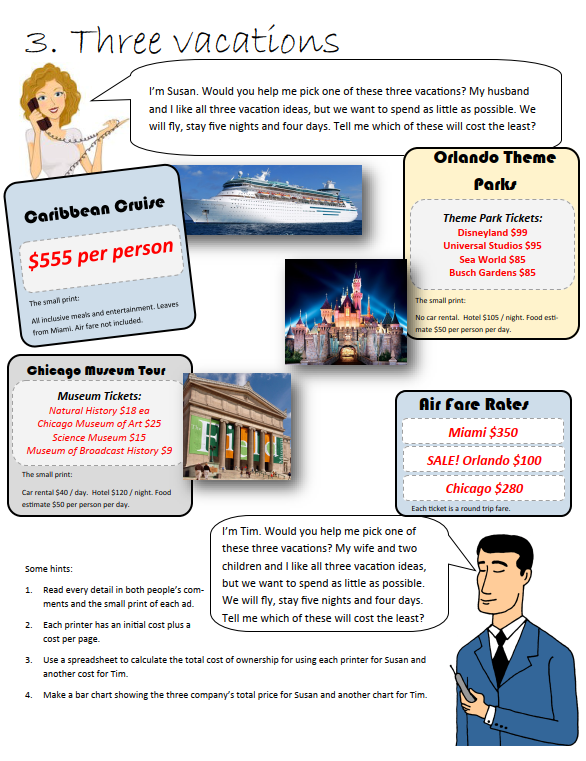 3. Three vacations
I'm Susan. Would you help me pick one of these three vacations? My husband
and I like all three vacation ideas, but we want to spend as little as possible. We
will fly, stay five nights and four days. Tell me which of these will cost the least?
Caribbean Cruise
$555 per person
The small print:
All inclusive meals and entertainment. Leaves
from Miami. Air fare not included.
Orlando Theme
Parks
Theme Park Tickets:
Disneyland $99
Universal Studios $95
Sea World $85
Busch Gardens $85
The small print:
No car rental. Hotel $105 / night. Food esti-
mate $50 per person per day.
Chicago Museum Tour
Museum Tickets:
Natural History $18 ea
Chicago Museum of Art $25
Science Museum $15
Museum of Broadcast History $9
The small print:
Car rental $40 / day. Hotel $120 / night. Food
estimate $50 per person per day.
Air Fare Rates
Miami $350
SALE! Orlando $100
Chicago $280
Each ticket is a round trip fare.
I'm Tim. Would you help me pick one of
these three vacations? My wife and two
children and I like all three vacation ideas,
but we want to spend as little as possible.
We will fly, stay five nights and four days.
Tell me which of these will cost the least?
Some hints:
1. Read every detail in both people's com-
ments and the small print of each ad.
2. Each printer has an initial cost plus a
cost per page.
3. Use a spreadsheet to calculate the total cost of ownership for using each printer for Susan and
another cost for Tim.
4. Make a bar chart showing the three company's total price for Susan and another chart for Tim.